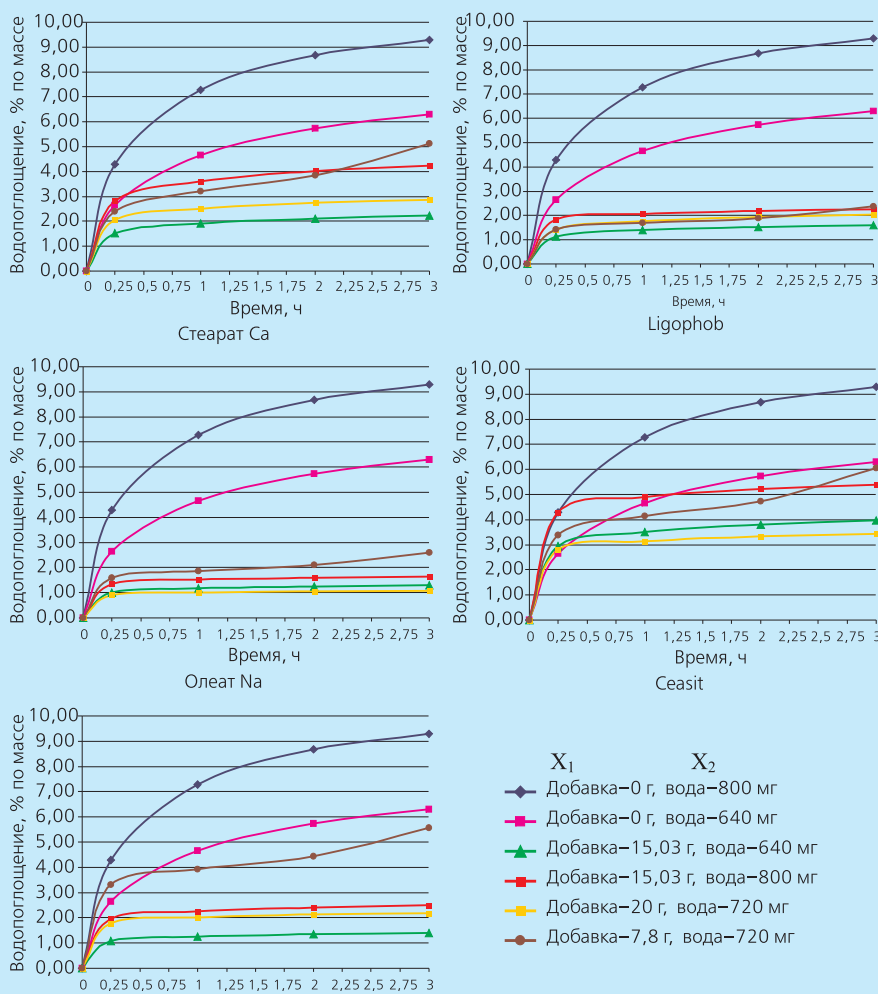 Водопоглощение, % по массе
10,00
9,00
8,00
7,00
6,00
5,00
4,00
3,00
2,00
1,00
0,00
0 0,25 0,5 0,75 1 1,25 1,5 1,75 2 2,25 2,5 2,75 3
Время, ч
Стеарат Ca
Водопоглощение, % по массе
10,00
9,00
8,00
7,00
6,00
5,00
4,00
3,00
2,00
1,00
0,00
0 0,25 0,5 0,75 1 1,25 1,5 1,75 2 2,25 2,5 2,75 3
Время, ч
Ligophob
Водопоглощение, % по массе
10,00
9,00
8,00
7,00
6,00
5,00
4,00
3,00
2,00
1,00
0,00
0 0,25 0,5 0,75 1 1,25 1,5 1,75 2 2,25 2,5 2,75 3
Время, ч
Олеат Na
Водопоглощение, % по массе
10,00
9,00
8,00
7,00
6,00
5,00
4,00
3,00
2,00
1,00
0,00
0 0,25 0,5 0,75 1 1,25 1,5 1,75 2 2,25 2,5 2,75 3
Время, ч
Ceasit
Водопоглощение, % по массе
10,00
9,00
8,00
7,00
6,00
5,00
4,00
3,00
2,00
1,00
0,00
0 0,25 0,5 0,75 1 1,25 1,5 1,75 2 2,25 2,5 2,75 3
X1 X2
Добавка–0 г, вода–800 мг
Добавка–0 г, вода–640 мг
Добавка–15,03 г, вода–640 мг
Добавка–15,03 г, вода–800 мг
Добавка–20 г, вода–720 мг
Добавка–7,8 г, вода–720 мг